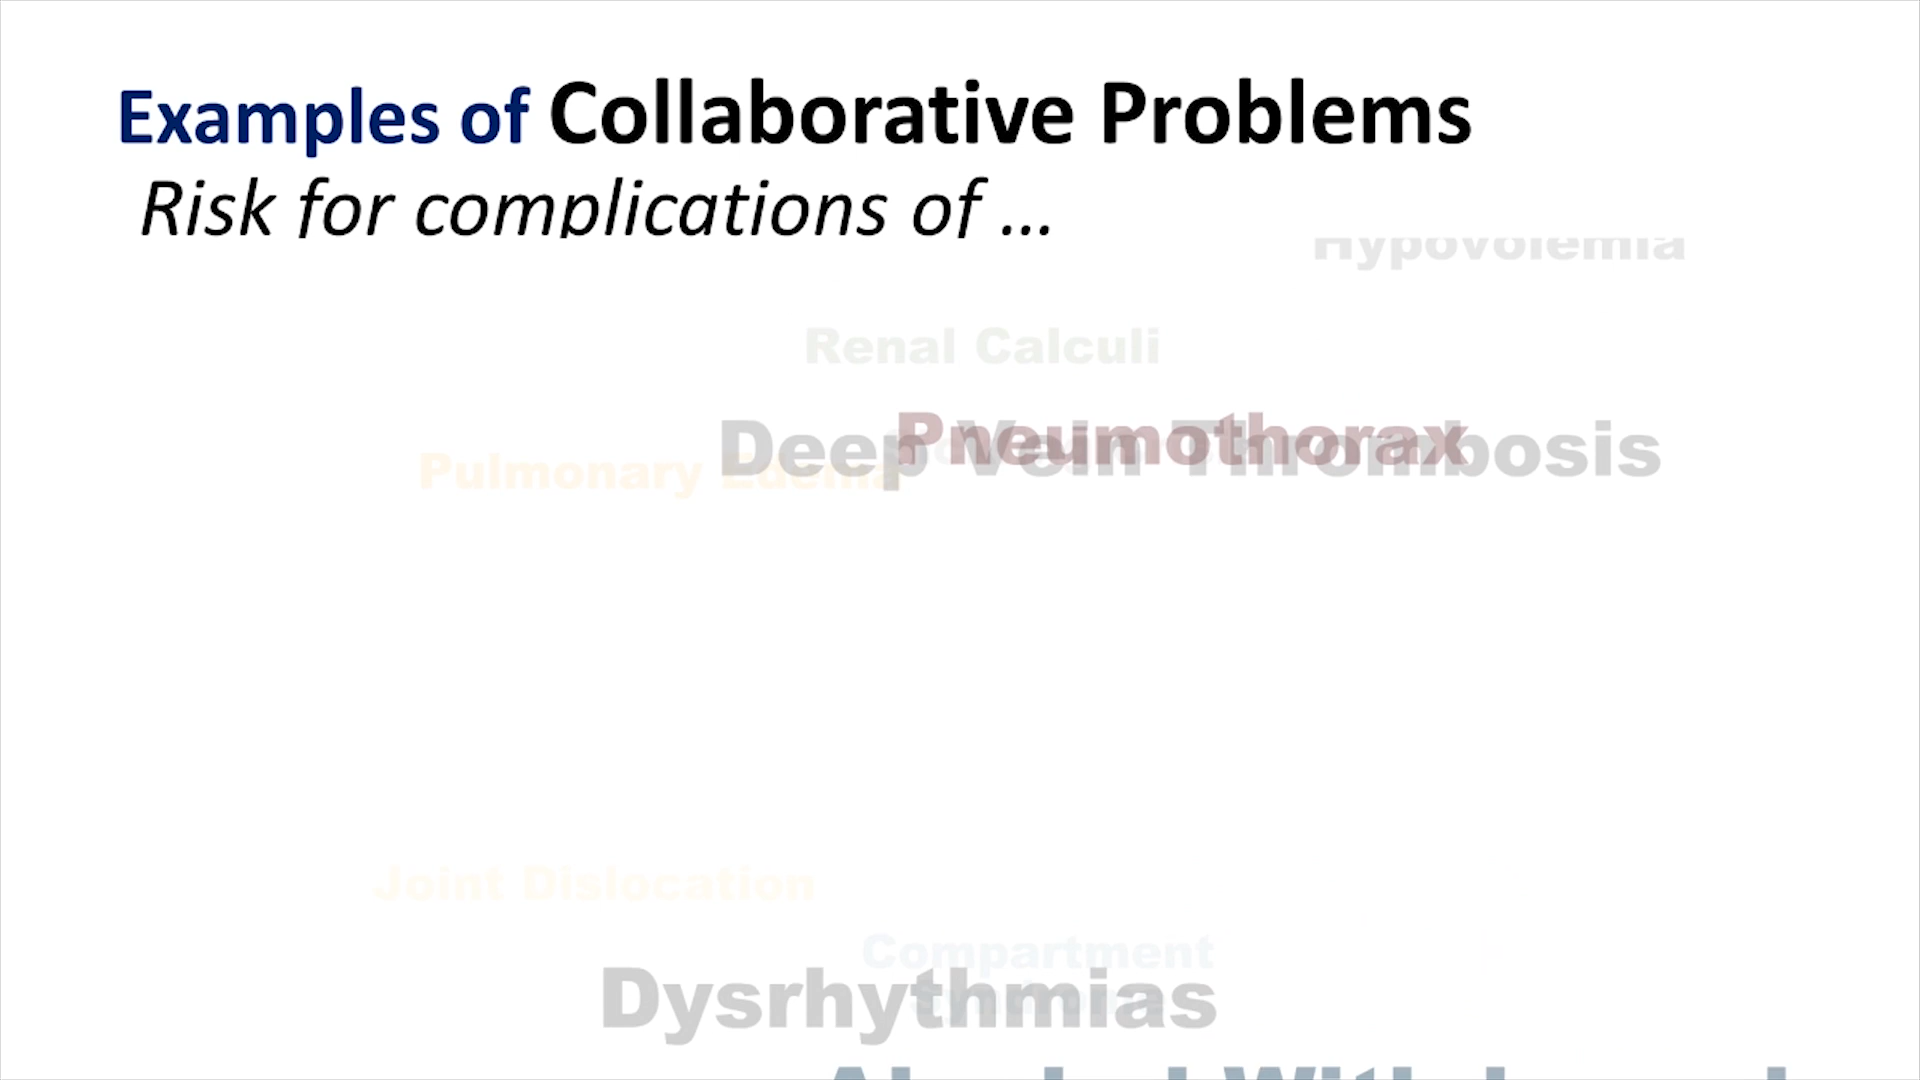 Examples of Collaborative Problems
Risk for complications of ...
Hypovolemia
Renal Calculi
Pneumothorax
Deep Vein Thrombosis
Pulmonary Edema
Joint Dislocation
Compartment
Syndrome
Dysrhythmias